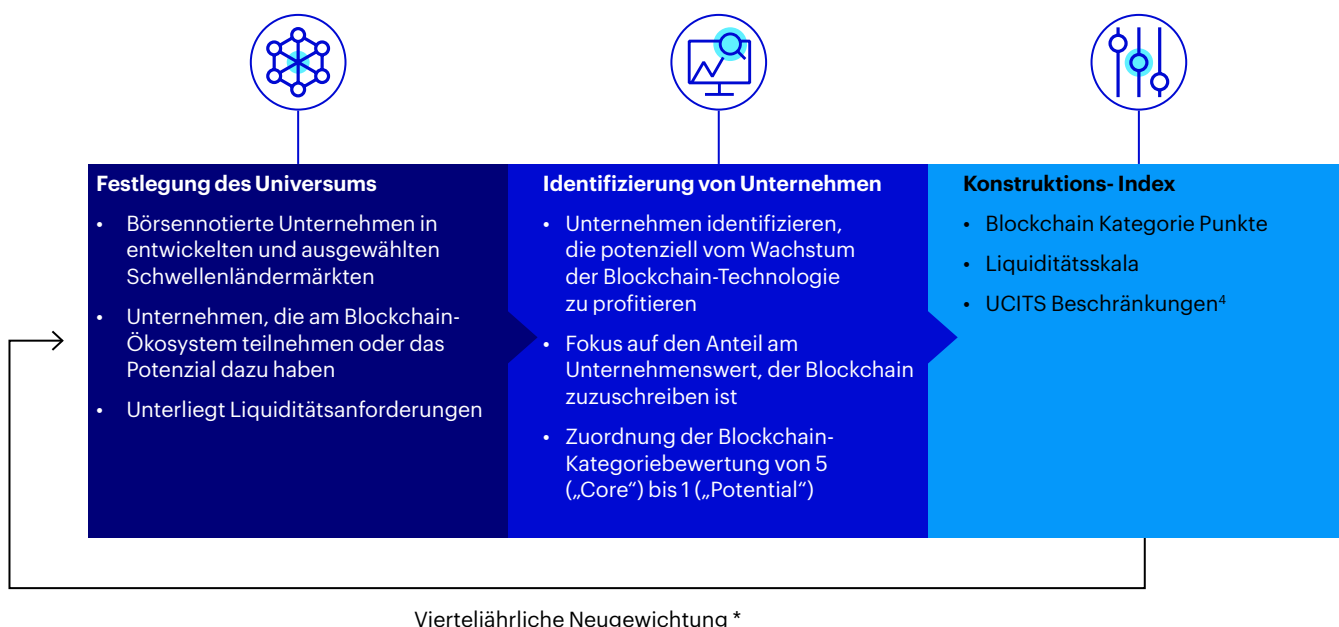 Festlegung des Universums
• Börsennotierte Unternehmen in
entwickelten und ausgewählten
Schwellenländermärkten
• Unternehmen, die am Blockchain-
Ökosystem teilnehmen oder das
Potenzial dazu haben
• Unterliegt Liquiditätsanforderungen
Identifizierung von Unternehmen
• Unternehmen identifizieren,
die potenziell vom Wachstum
der Blockchain-Technologie
zu profitieren
• Fokus auf den Anteil am
Unternehmenswert, der Blockchain
zuzuschreiben ist
• Zuordnung der Blockchain-
Kategoriebewertung von 5
(„Core“) bis 1 („Potential“)
Konstruktions- Index
• Blockchain Kategorie Punkte
• Liquiditätsskala
• UCITS Beschränkungen⁴
Vierteljährliche Neugewichtung *